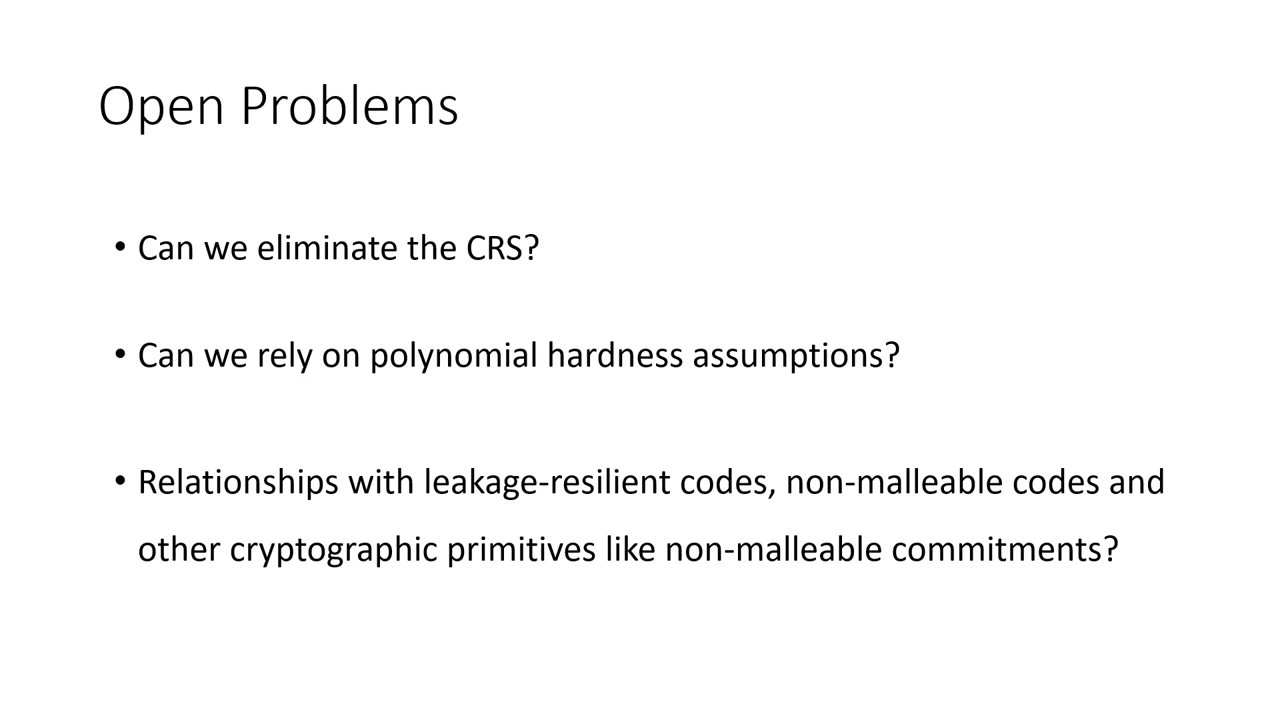 Open Problems
• Can we eliminate the CRS?
• Can we rely on polynomial hardness assumptions?
• Relationships with leakage-resilient codes, non-malleable codes and
other cryptographic primitives like non-malleable commitments?